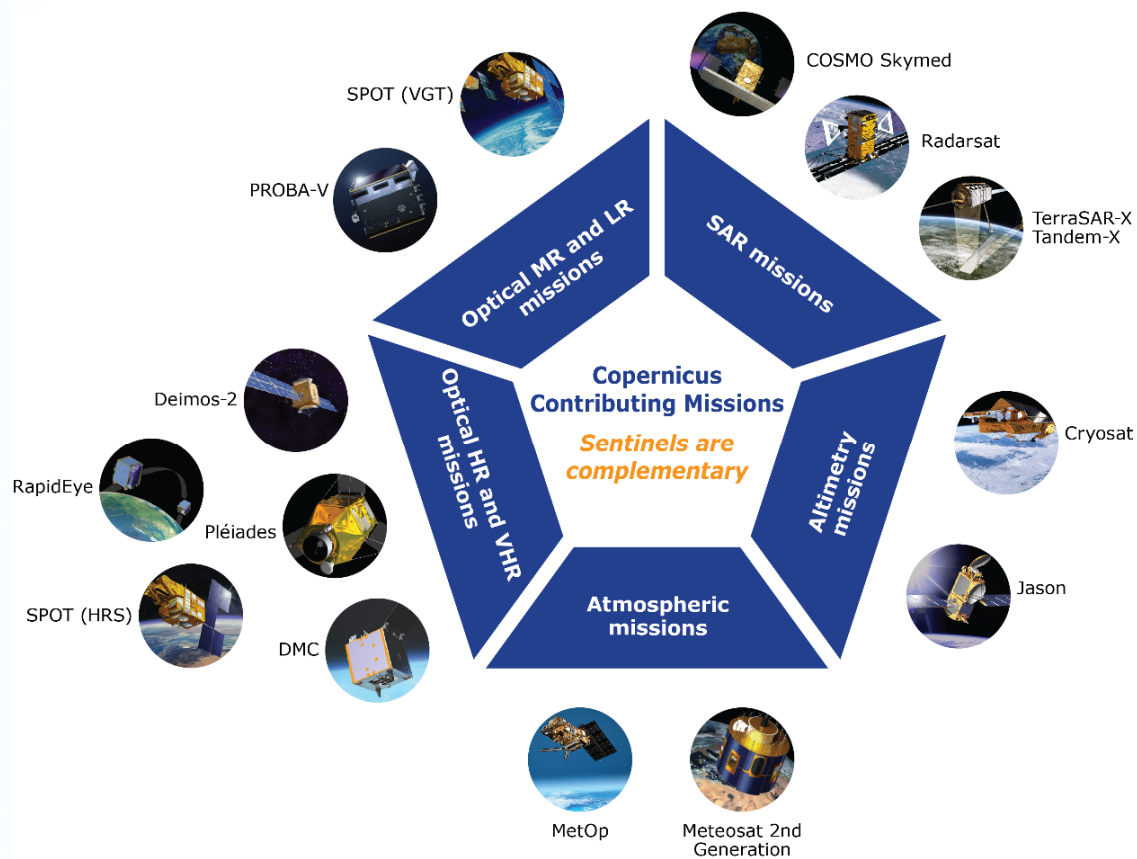 COSMO Skymed
SPOT (VGT)
Radarsat
PROBA-V
TerraSAR-X
Tandem-X
Optical MR and LR
missions
SAR missions
Copernicus
Contributing Missions
Sentinels are
complementary
Deimos-2
Optical HR and VHR
missions
Altimetry
missions
Cryosat
RapidEye
Pléiades
Jason
SPOT (HRS)
DMC
Atmospheric
missions
MetOp
Meteosat 2nd
Generation